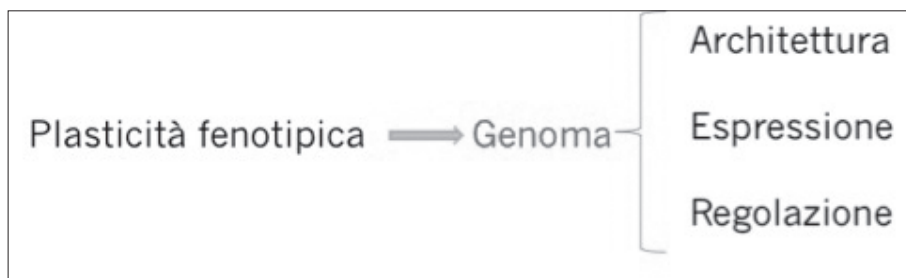 Architettura
Plasticità fenotipica Genoma Espressione
Regolazione